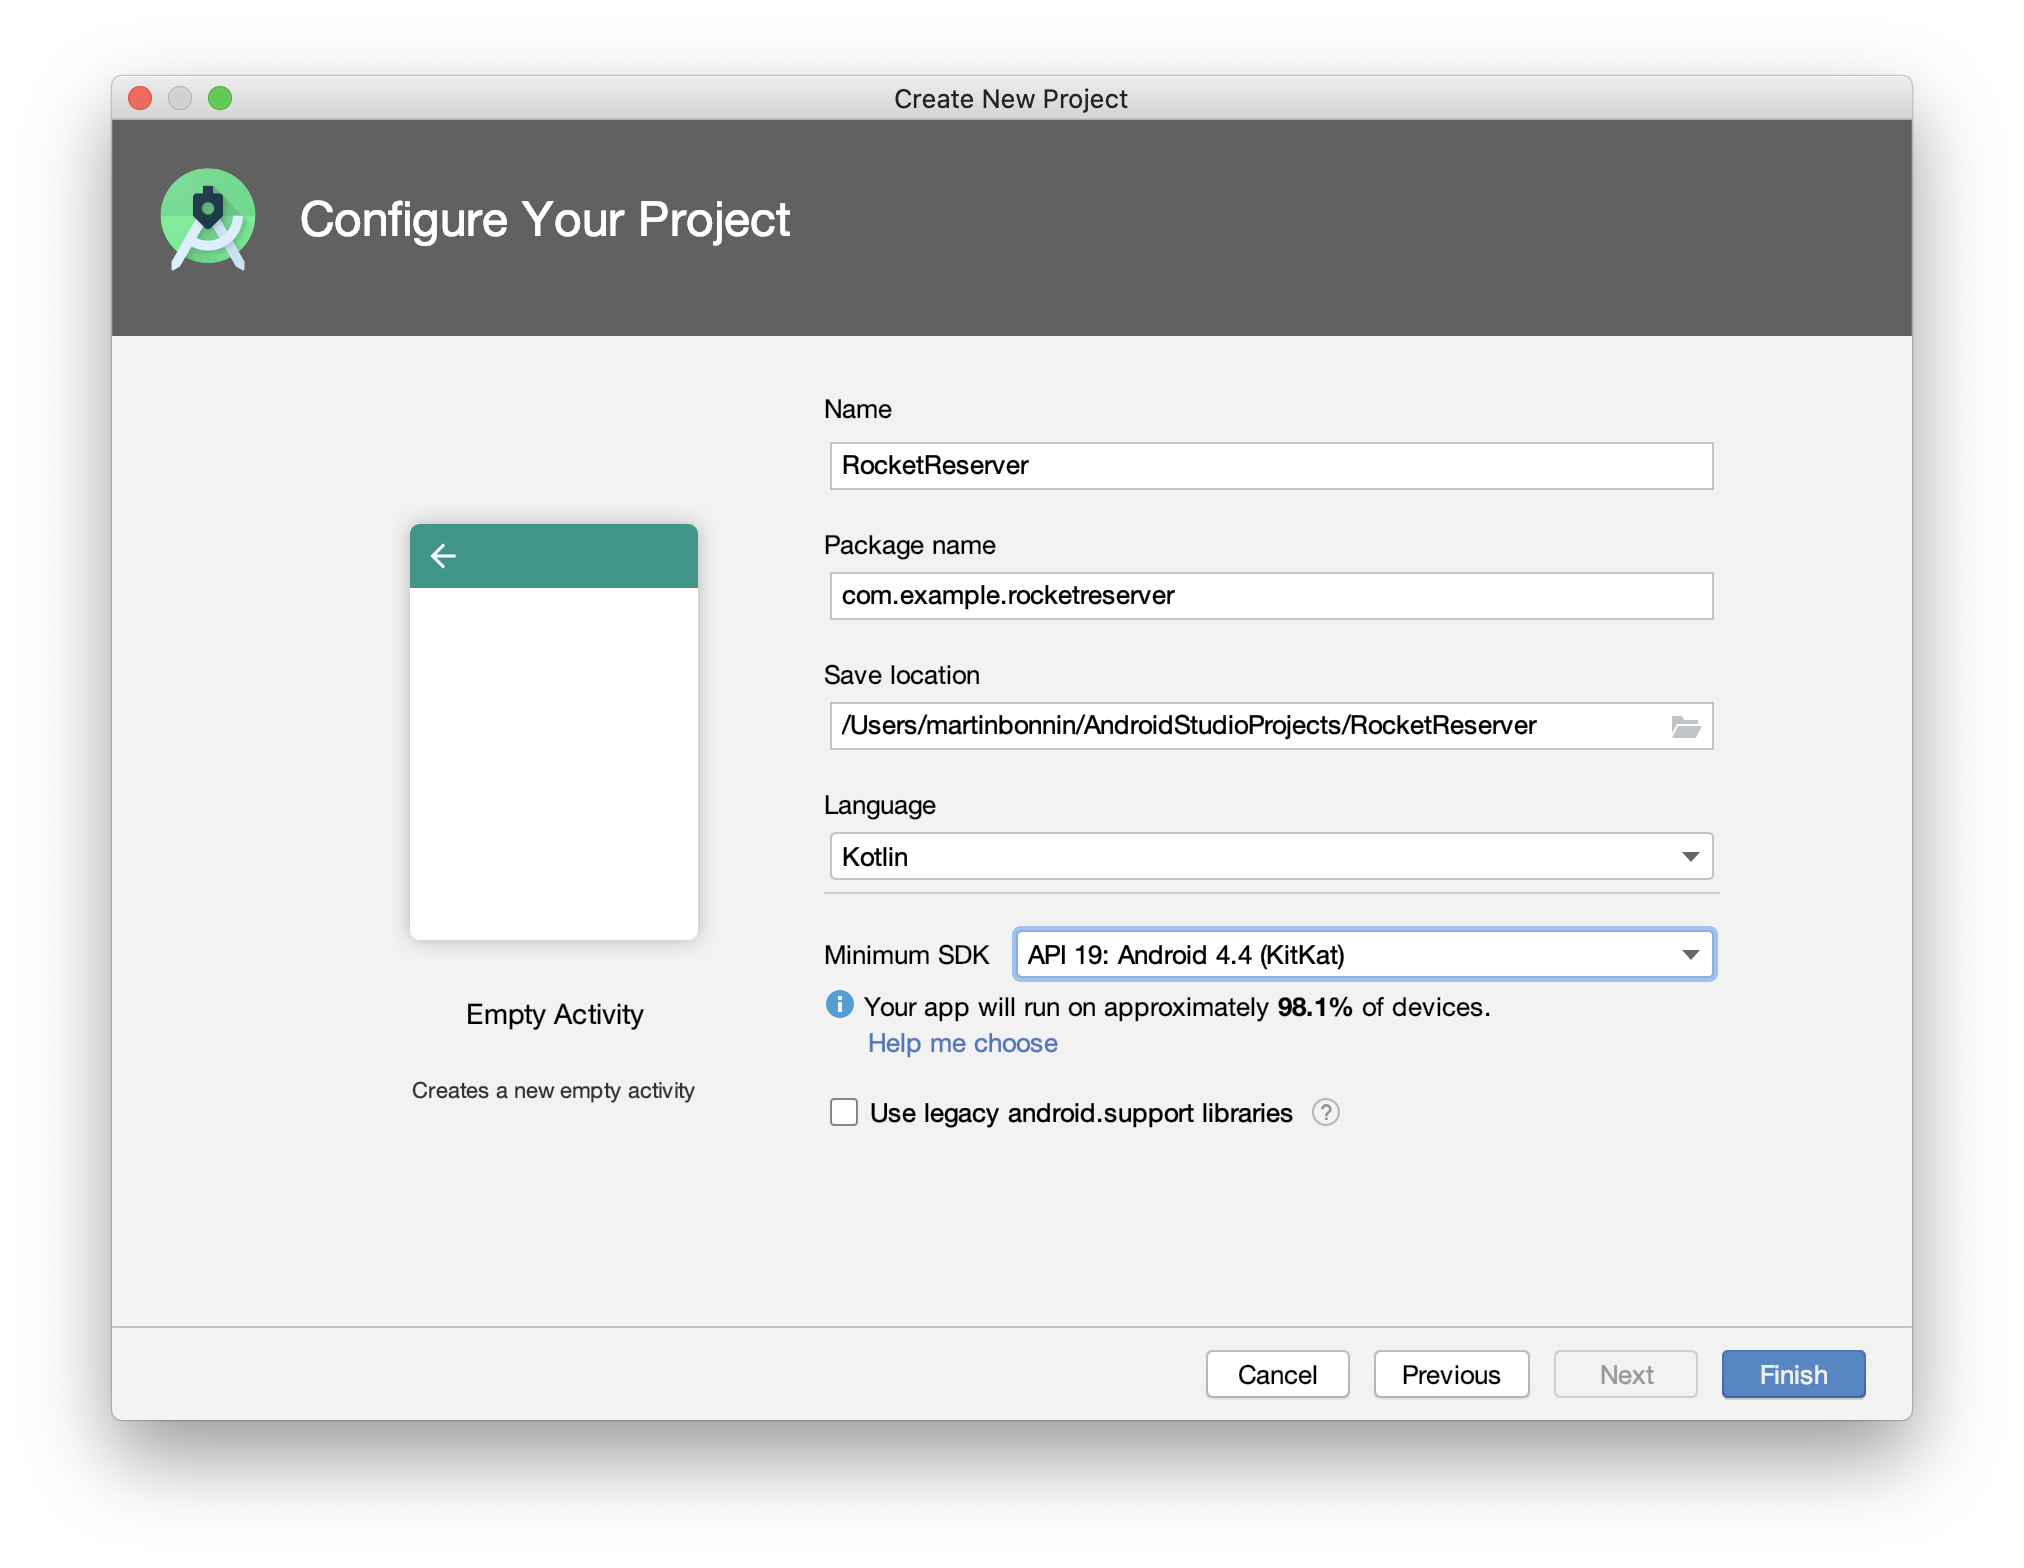 Create New Project
Configure Your Project
Name
RocketReserver
Package name
com.example.rocketreserver
Save location
/Users/martinbonnin/AndroidStudioProjects/RocketReserver
Language
Kotlin
Minimum SDK API 19: Android 4.4 (KitKat)
Your app will run on approximately 98.1% of devices.
Help me choose
Use legacy android.support libraries ?
Empty Activity
Creates a new empty activity
Cancel Previous Next Finish